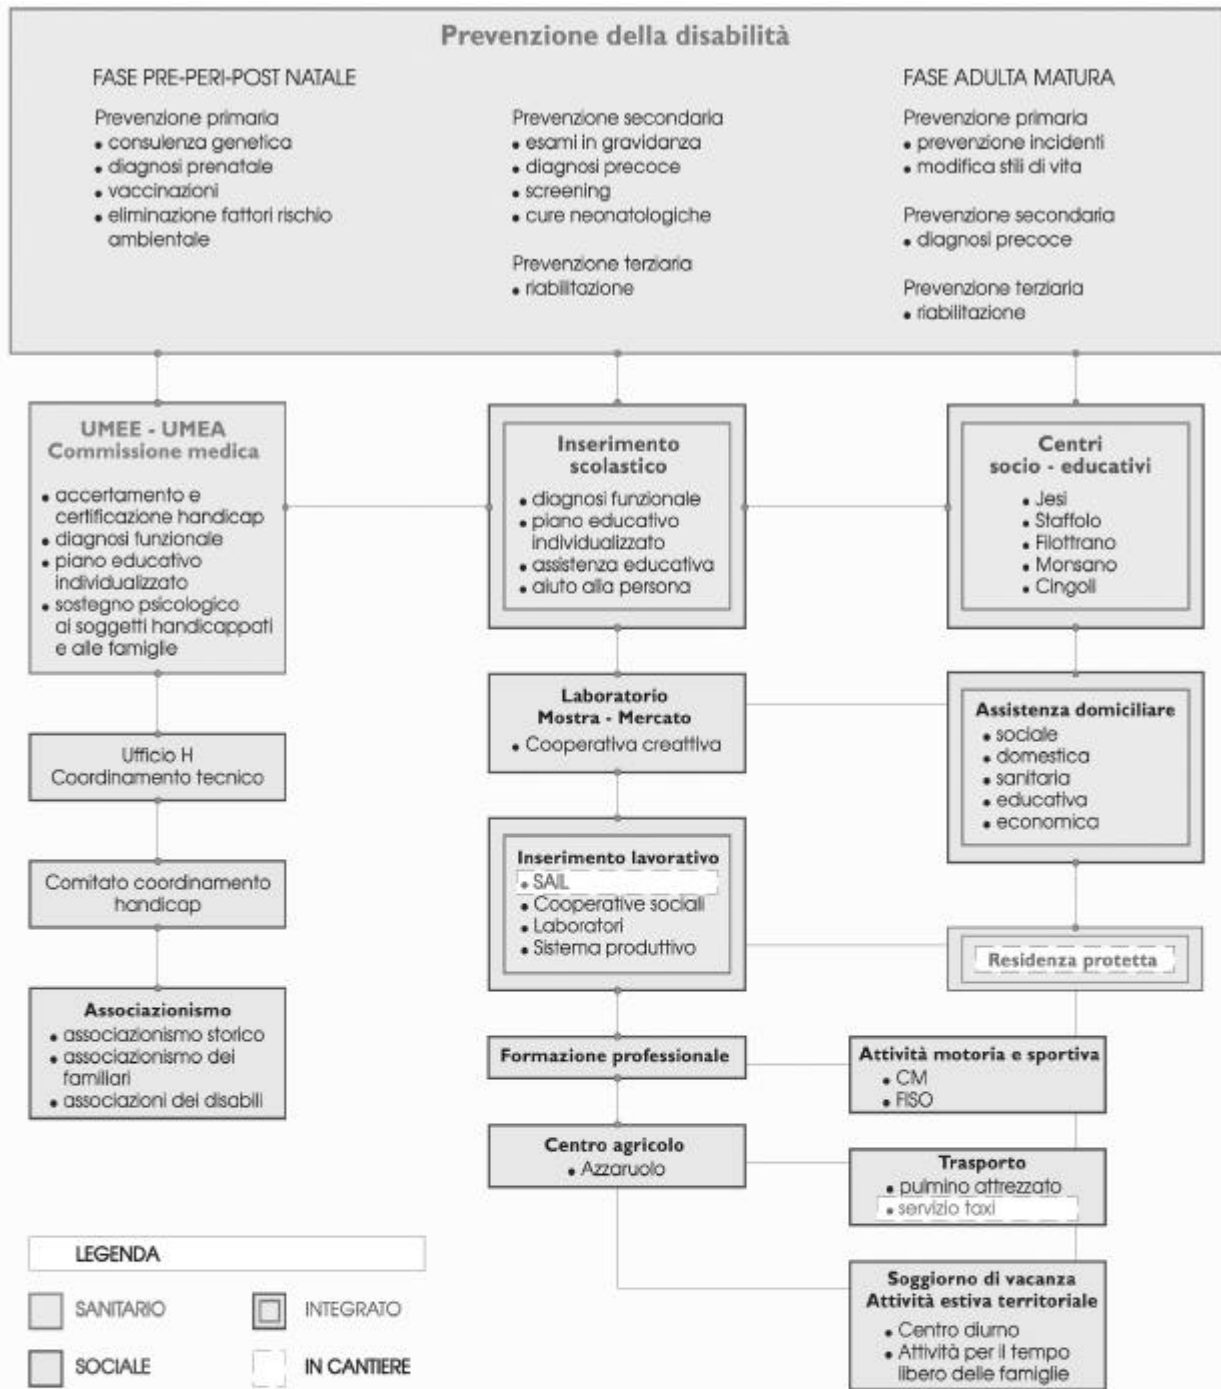 Prevenzione della disabilità
FASE PRE-PERI-POST NATALE
Prevenzione primaria
• consulenza genetica
• diagnosi prenatale
• vaccinazioni
• eliminazione fattori rischio
ambientale
Prevenzione secondaria
• esami in gravidanza
• diagnosi precoce
• screening
• cure neonatologiche
Prevenzione terziaria
• riabilitazione
FASE ADULTA MATURA
Prevenzione primaria
• prevenzione incidenti
• modifica stili di vita
Prevenzione secondaria
• diagnosi precoce
Prevenzione terziaria
• riabilitazione
UMEE - UMEA
Commissione medica
• accertamento e
certificazione handicap
• diagnosi funzionale
• piano educativo
individualizzato
• sostegno psicologico
ai soggetti handicappati
e alle famiglie
Inserimento
scolastico
• diagnosi funzionale
• piano educativo
individualizzato
• assistenza educativa
• aiuto alla persona
Centri
socio - educativi
• Jesi
• Staffolo
• Filottrano
• Monsano
• Cingoli
Laboratorio
Mostra - Mercato
• Cooperativa creattiva
Assistenza domiciliare
• sociale
• domestica
• sanitaria
• educativa
• economica
Ufficio H
Coordinamento tecnico
Inserimento lavorativo
• SAIL
• Cooperative sociali
• Laboratori
• Sistema produttivo
Comitato coordinamento
handicap
Residenza protetta
Associazionismo
• associazionismo storico
• associazionismo dei
familiari
• associazioni dei disabili
Formazione professionale
Attività motoria e sportiva
• CM
• FISO
Centro agricolo
• Azzaruolo
Trasporto
• pulmino attrezzato
• servizio taxi
Soggiorno di vacanza
Attività estiva territoriale
• Centro diurno
• Attività per il tempo
libero delle famiglie
LEGENDA
SANITARIO
INTEGRATO
SOCIALE
IN CANTIERE